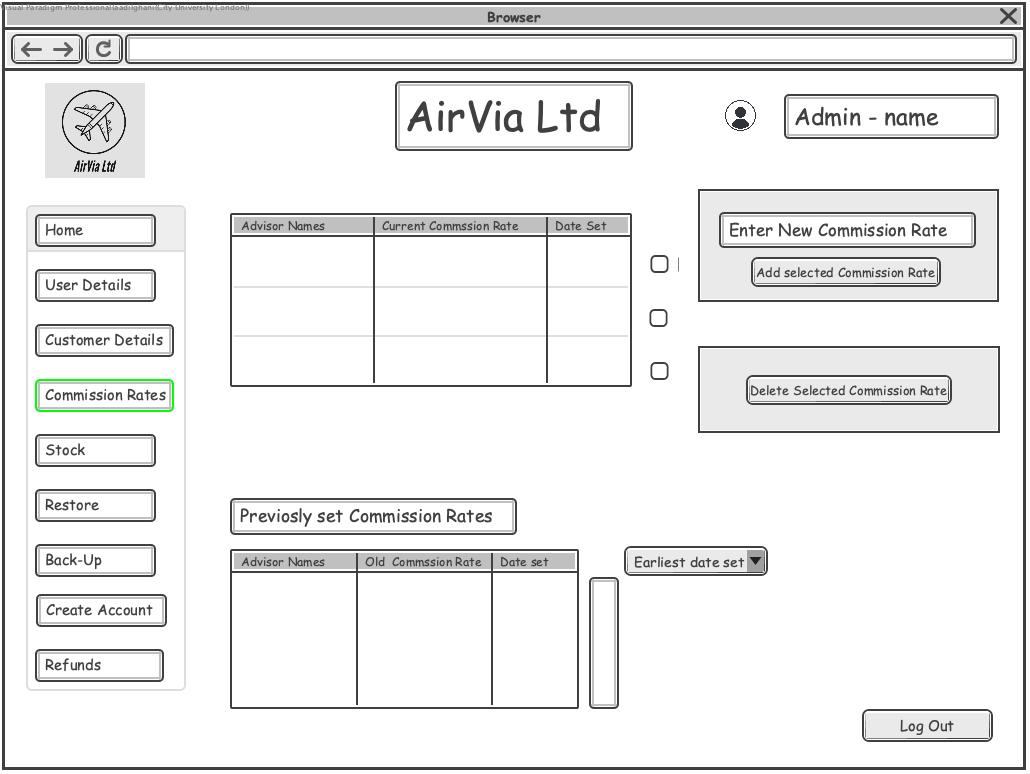 Visual Paradigm Professional(aadilghani(City University London))
Browser
AirVia Ltd
AirVia Ltd
Admin - name
Home
User Details
Customer Details
Commission Rates
Stock
Restore
Back-Up
Create Account
Refunds
Advisor Names Current Commssion Rate Date Set
Enter New Commission Rate
Add selected Commission Rate
Delete Selected Commission Rate
Previosly set Commission Rates
Advisor Names Old Commssion Rate Date set
Earliest date set
Log Out